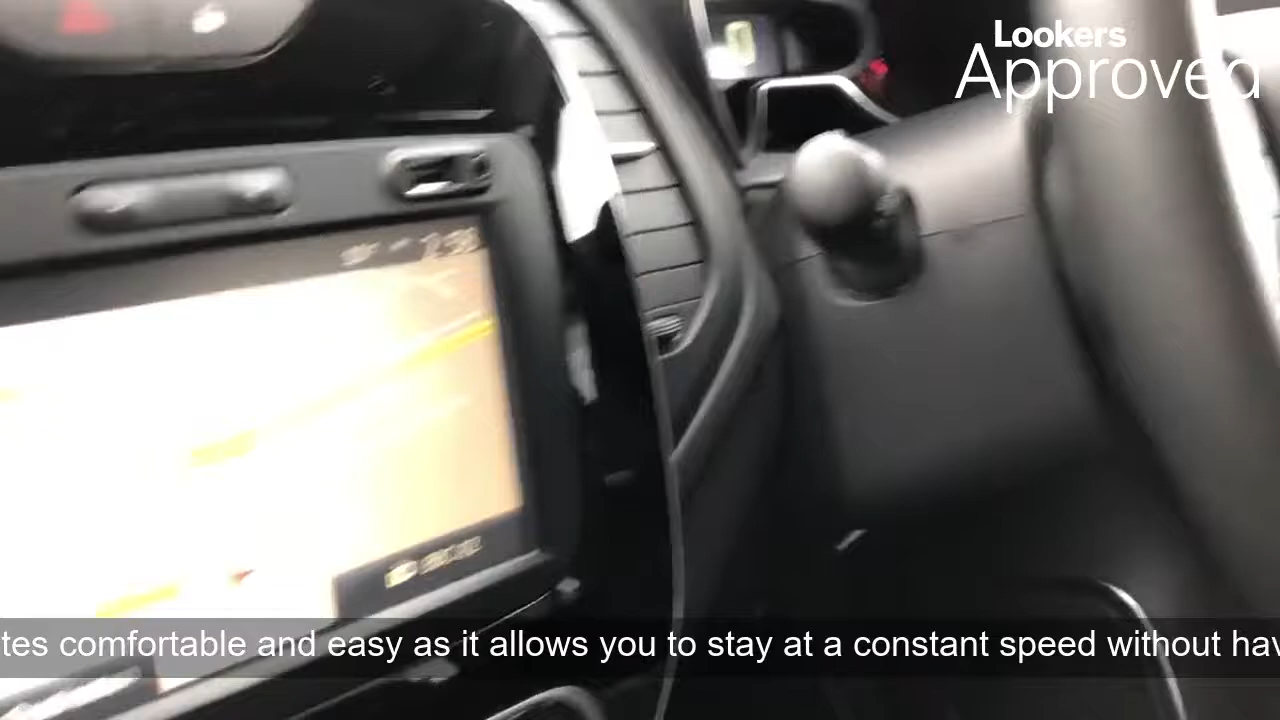 Lookers
Approved
tes comfortable and easy as it allows you to stay at a constant speed without hav